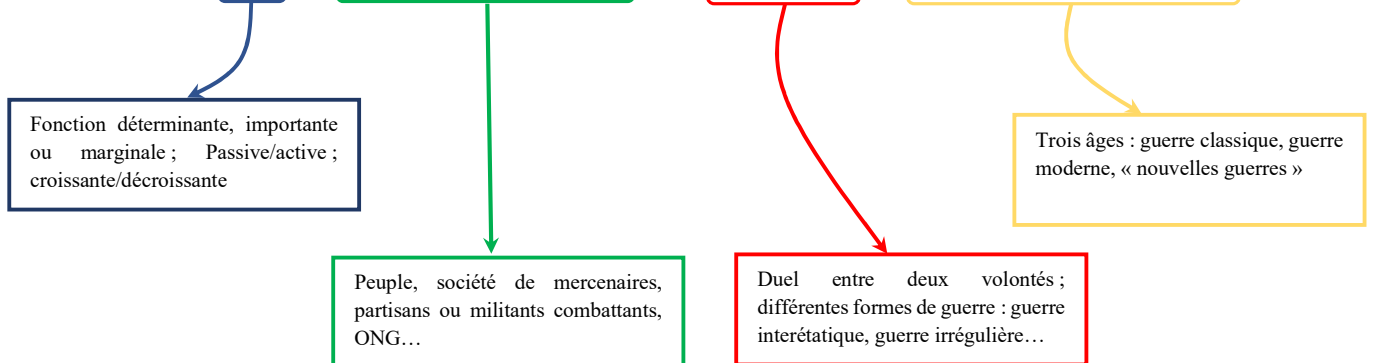 Fonction déterminante, importante
ou marginale ; Passive/active ;
croissante/décroissante
Peuple, société de mercenaires,
partisans ou militants combattants,
ONG…
Duel entre deux volontés ;
différentes formes de guerre : guerre
interétatique, guerre irrégulière…
Trois âges : guerre classique, guerre
moderne, « nouvelles guerres »